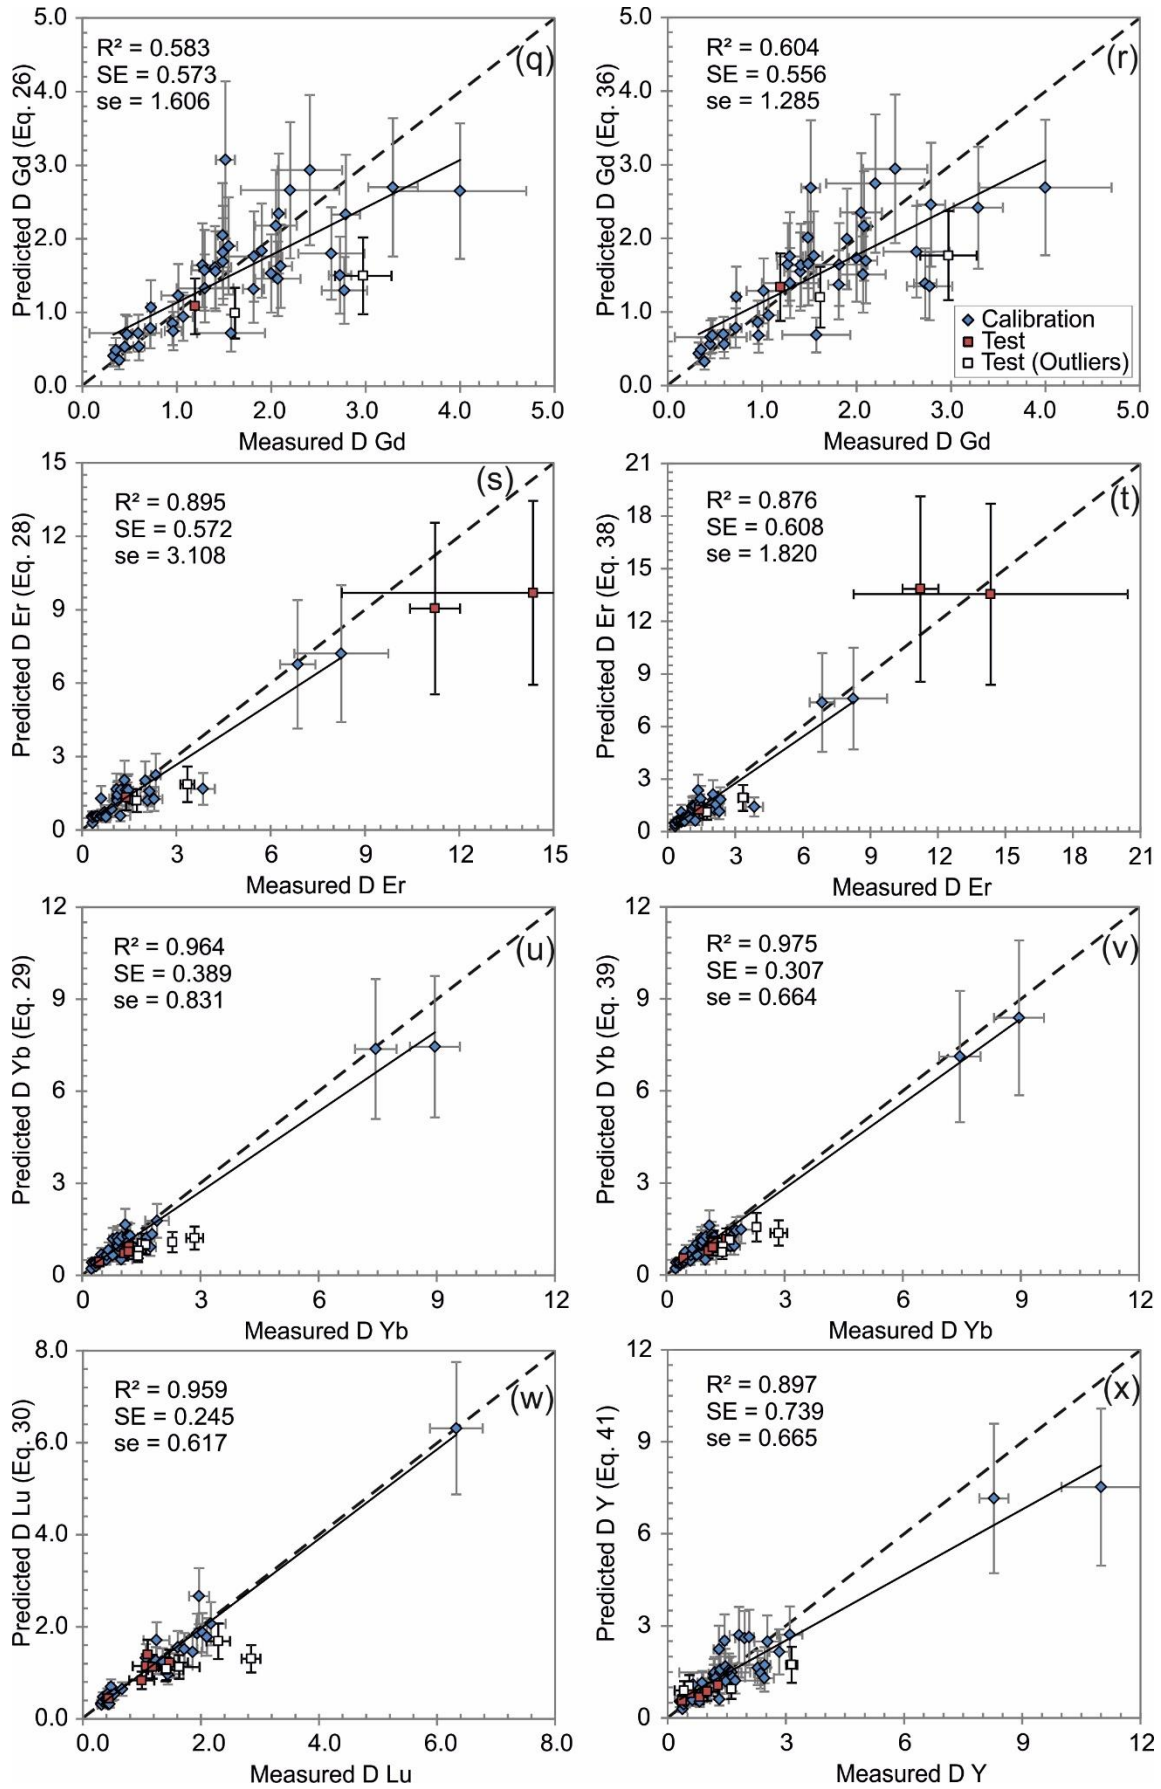 5.0
4.0
3.0
2.0
1.0
0.0
Predicted D Gd (Eq. 26)
R² = 0.583
SE = 0.573
se = 1.606
(q)
0.0 1.0 2.0 3.0 4.0 5.0
Measured D Gd
5.0
4.0
3.0
2.0
1.0
0.0
Predicted D Gd (Eq. 36)
R² = 0.604
SE = 0.556
se = 1.285
(r)
Calibration
Test
Test (Outliers)
0.0 1.0 2.0 3.0 4.0 5.0
Measured D Gd
15
12
9
6
3
0
Predicted D Er (Eq. 28)
R² = 0.895
SE = 0.572
se = 3.108
(s)
0 3 6 9 12 15
Measured D Er
21
18
15
12
9
6
3
0
Predicted D Er (Eq. 38)
R² = 0.876
SE = 0.608
se = 1.820
(t)
0 3 6 9 12 15 18 21
Measured D Er
12
9
6
3
0
Predicted D Yb (Eq. 29)
R² = 0.964
SE = 0.389
se = 0.831
(u)
0 3 6 9 12
Measured D Yb
12
9
6
3
0
Predicted D Yb (Eq. 39)
R² = 0.975
SE = 0.307
se = 0.664
(v)
0 3 6 9 12
Measured D Yb
8.0
6.0
4.0
2.0
0.0
Predicted D Lu (Eq. 30)
R² = 0.959
SE = 0.245
se = 0.617
(w)
0.0 2.0 4.0 6.0 8.0
Measured D Lu
12
9
6
3
0
Predicted D Y (Eq. 41)
R² = 0.897
SE = 0.739
se = 0.665
(x)
0 3 6 9 12
Measured D Y